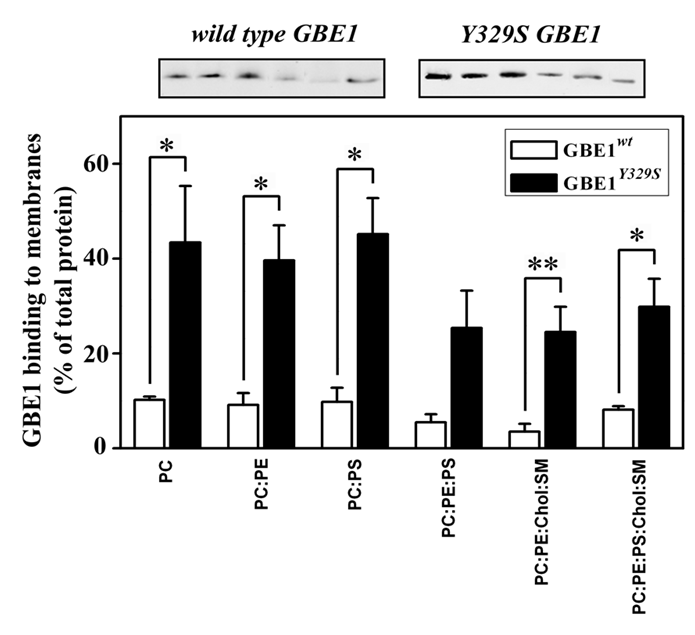 wild type GBE1
Y329S GBE1
GBE1 binding to membranes
(% of total protein)
60
40
20
0
GBE1wt
GBE1Y329S
*
*
*
**
*
PC
PC:PE
PC:PS
PC:PE:PS
PC:PE:Chol:SM
PC:PE:PS:Chol:SM